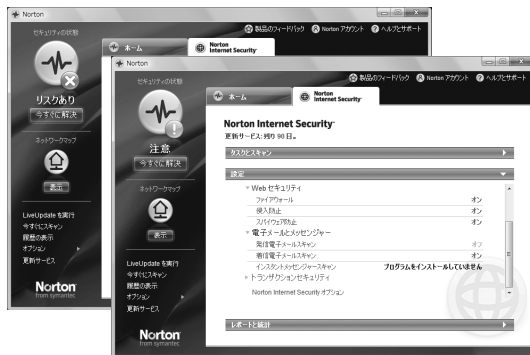 Norton
製品のフィードバック Norton アカウント ヘルプとサポート
セキュリティの状態
ホーム
Norton Internet Security
リスクあり
今すぐに解決
ネットワークマップ
表示
LiveUpdate を実行
今すぐにスキャン
履歴の表示
オプション
更新サービス
Norton
from symantec
Norton
製品のフィードバック Norton アカウント ヘルプとサポート
セキュリティの状態
ホーム
Norton Internet Security
注意
今すぐに解決
ネットワークマップ
表示
LiveUpdate を実行
今すぐにスキャン
履歴の表示
オプション
更新サービス
Norton
from symantec
Norton Internet Security
更新サービス: 残り 90 日。
タスクとスキャン
設定
Web セキュリティ
ファイアウォール オン
侵入防止 オン
スパイウェア防止 オン
電子メールとメッセンジャー
発信電子メールスキャン オフ
着信電子メールスキャン オン
インスタントメッセンジャースキャン プログラムをインストールしていません
トランザクションセキュリティ
Norton Internet Security オプション
レポートと統計